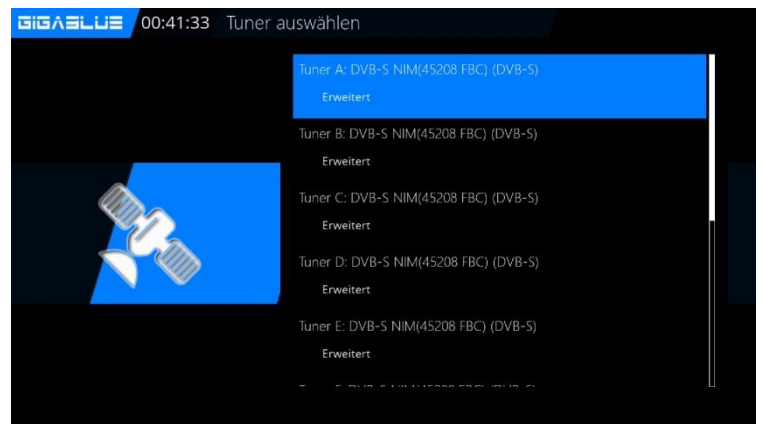 GIGABLUE 00:41:33 Tuner auswählen
Tuner A: DVB-S NIM(45208 FBC) (DVB-S)
Erweitert
Tuner B: DVB-S NIM(45208 FBC) (DVB-S)
Erweitert
Tuner C: DVB-S NIM(45208 FBC) (DVB-S)
Erweitert
Tuner D: DVB-S NIM(45208 FBC) (DVB-S)
Erweitert
Tuner E: DVB-S NIM(45208 FBC) (DVB-S)
Erweitert